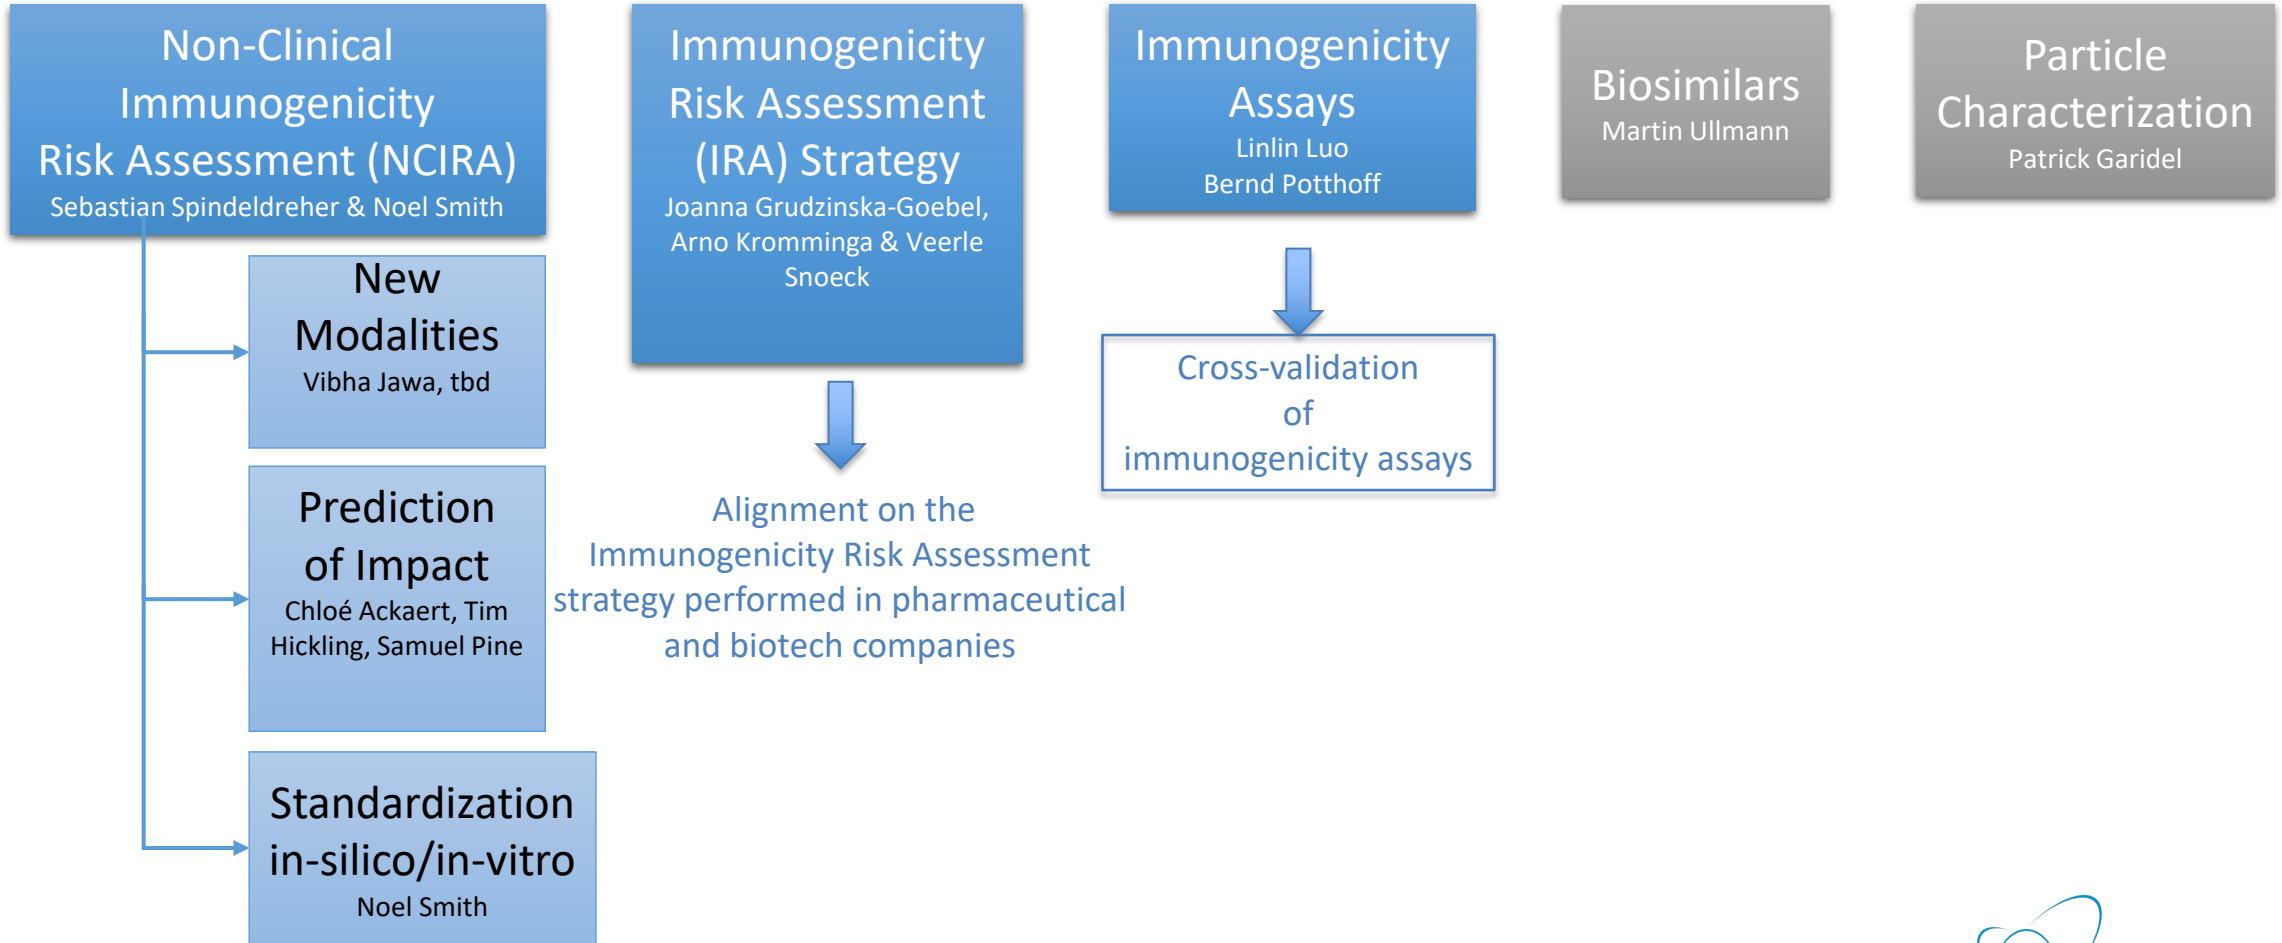 Non-Clinical
Immunogenicity
Risk Assessment (NCIRA)
Sebastian Spindeldreher & Noel Smith
New
Modalities
Vibha Jawa, tbd
Prediction
of Impact
Chloé Ackaert, Tim
Hickling, Samuel Pine
Standardization
in-silico/in-vitro
Noel Smith
Immunogenicity
Risk Assessment
(IRA) Strategy
Joanna Grudzinska-Goebel,
Arno Kromminga & Veerle
Snoeck
Alignment on the
Immunogenicity Risk Assessment
strategy performed in pharmaceutical
and biotech companies
Immunogenicity
Assays
Linlin Luo
Bernd Potthoff
Cross-validation
of
immunogenicity assays
Biosimilars
Martin Ullmann
Particle
Characterization
Patrick Garidel